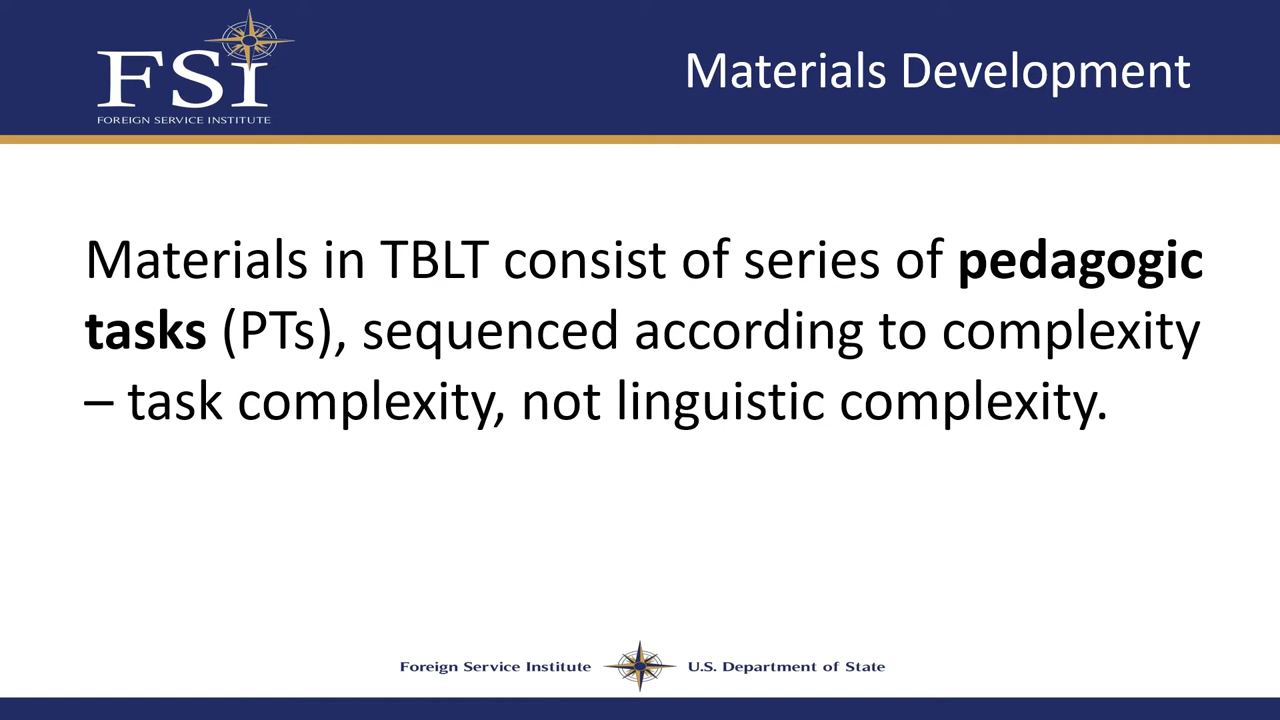 FSI
FOREIGN SERVICE INSTITUTE
Materials Development
Materials in TBLT consist of series of pedagogic
tasks (PTs), sequenced according to complexity
– task complexity, not linguistic complexity.
Foreign Service Institute U.S. Department of State